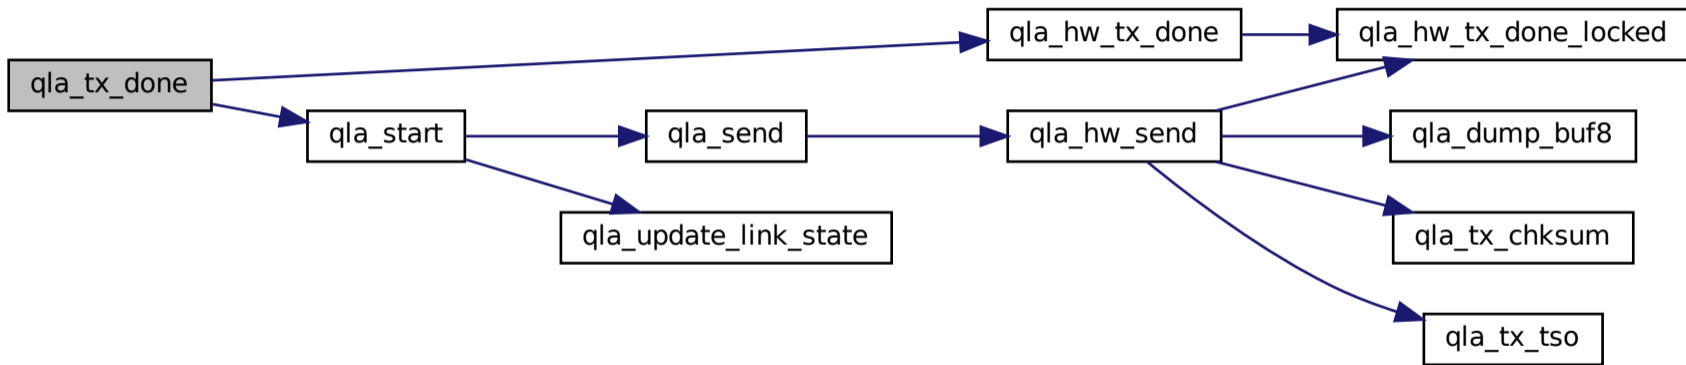 qla_tx_done
qla_hw_tx_done
qla_hw_tx_done_locked
qla_start
qla_send
qla_hw_send
qla_dump_buf8
qla_update_link_state
qla_tx_chksum
qla_tx_tso